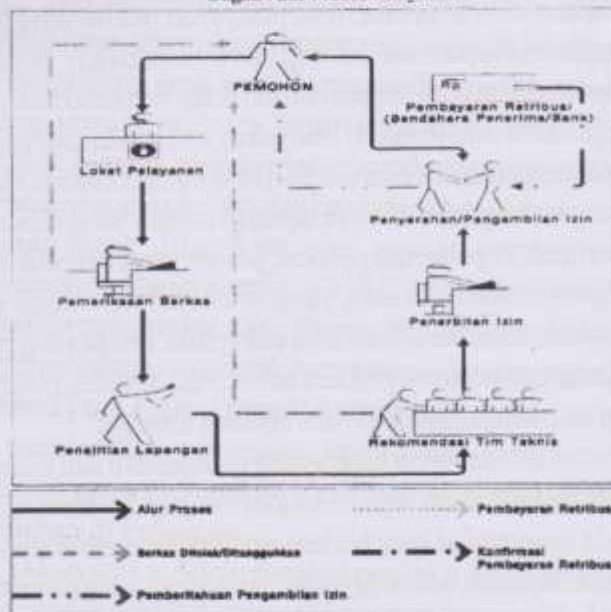 PEMOHON
Rp
Pembayaran Retribusi
(Bendahara Penerima/Bank)
Loket Pelayanan
Penyerahan/Pengambilan Izin
Pemeriksaan Berkas
Penerbitan Izin
Penelitian Lapangan
Rekomendasi Tim Teknis
Alur Proses
Pembayaran Retribusi
Berkas Ditolak/Ditangguhkan
Konfirmasi
Pembayaran Retribusi
Pemberitahuan Pengambilan Izin